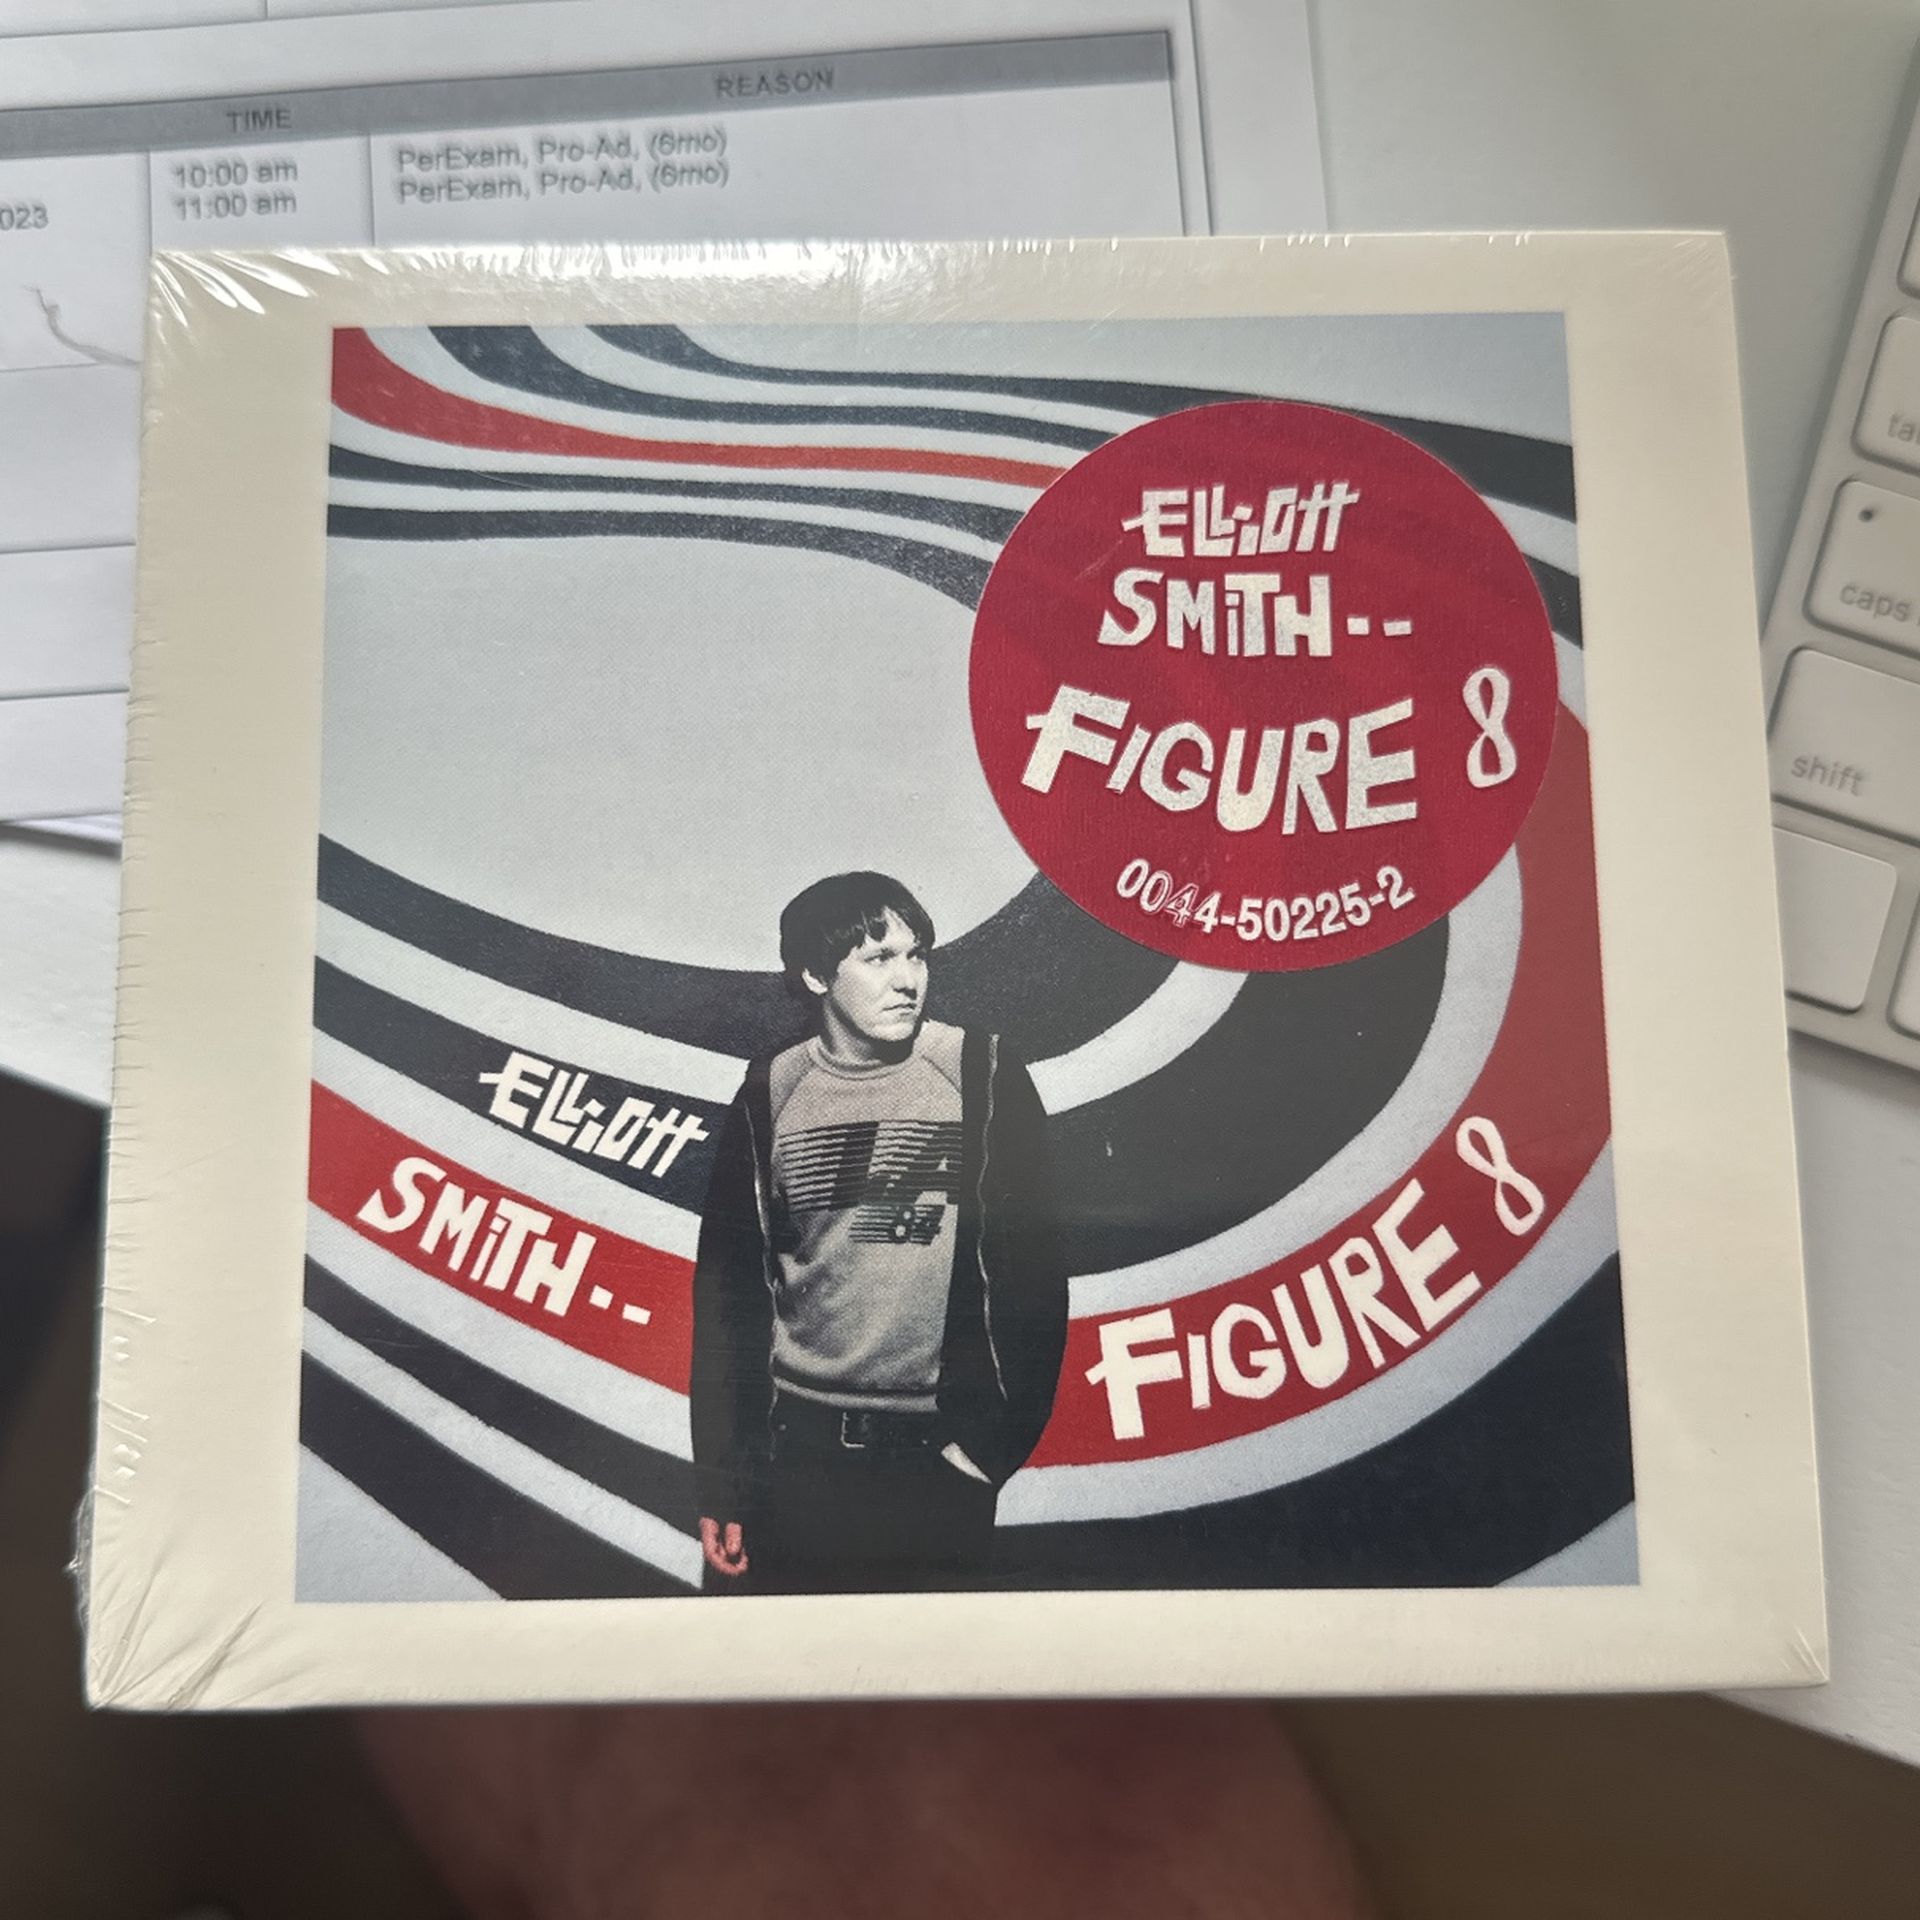 TIME
REASON
10:00 am
PerExam, Pro-Ad, (6mo)
023
11:00 am
PerExam, Pro-Ad, (6mo)
ELLiOTT
SMiTH--
FiGURE 8
0044-50225-2
ELLiOTT
SMiTH--
FiGURE 8
84
caps
shift